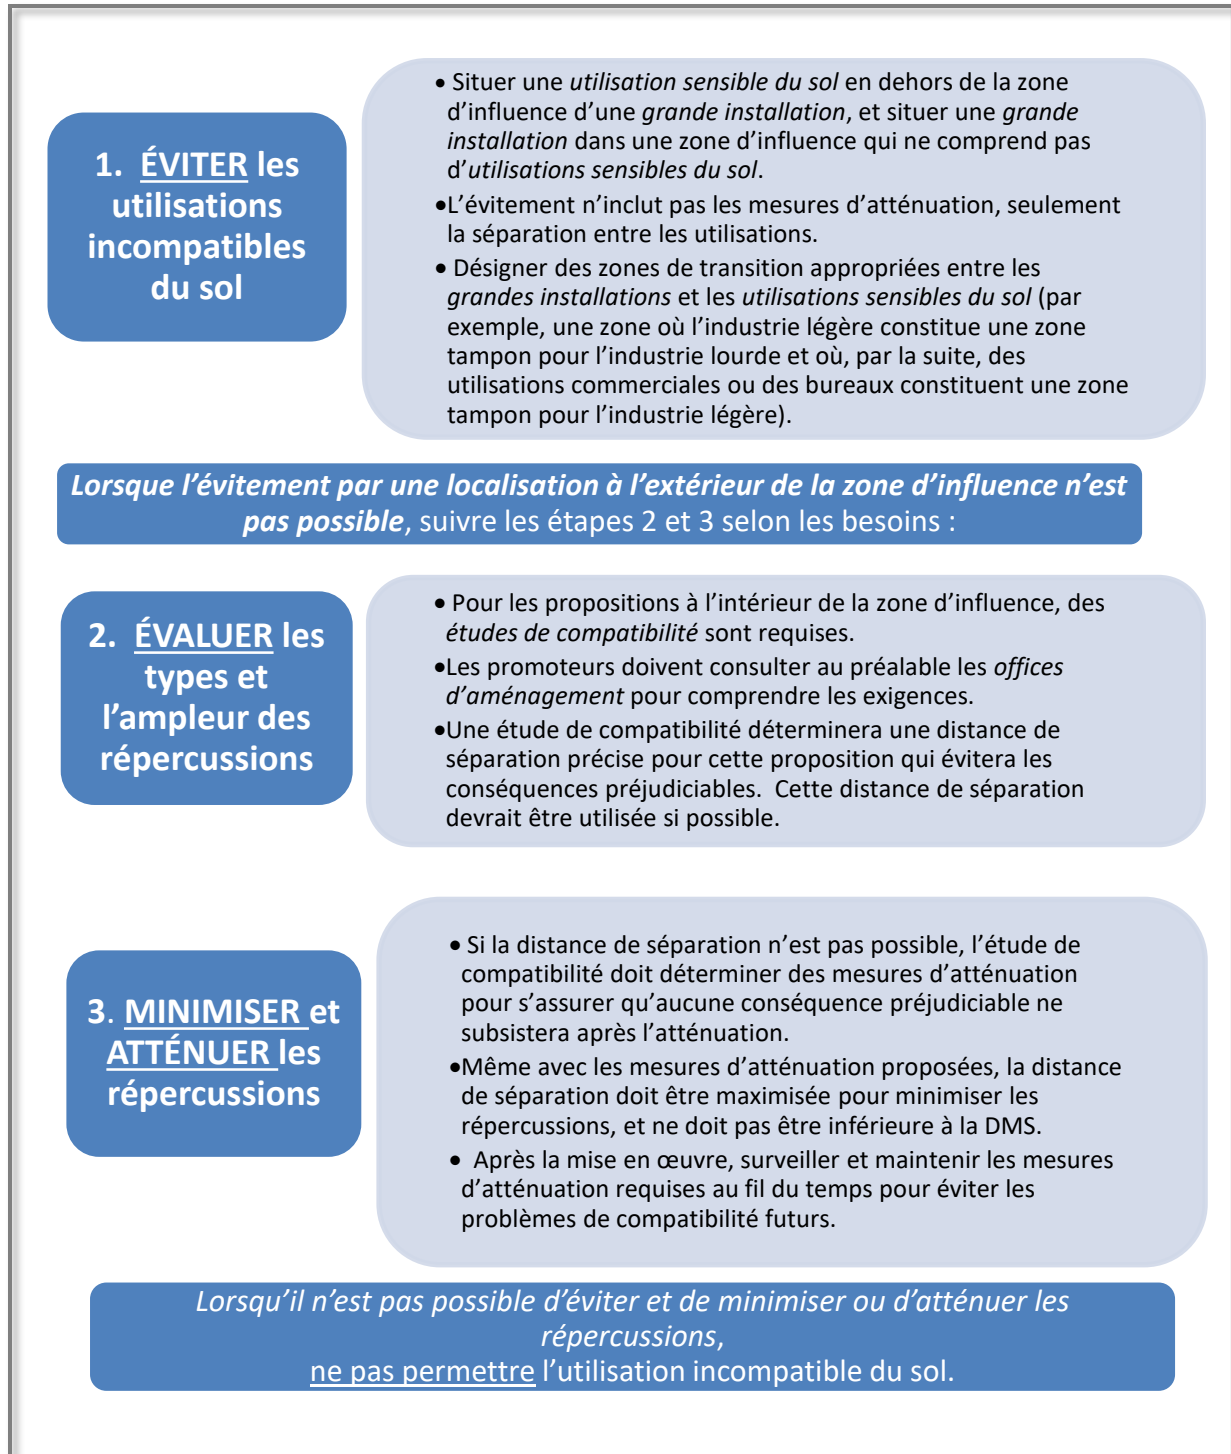 1. ÉVITER les
utilisations
incompatibles
du sol
• Situer une utilisation sensible du sol en dehors de la zone
d’influence d’une grande installation, et situer une grande
installation dans une zone d’influence qui ne comprend pas
d’utilisations sensibles du sol.
•L’évitement n’inclut pas les mesures d’atténuation, seulement
la séparation entre les utilisations.
• Désigner des zones de transition appropriées entre les
grandes installations et les utilisations sensibles du sol (par
exemple, une zone où l’industrie légère constitue une zone
tampon pour l’industrie lourde et où, par la suite, des
utilisations commerciales ou des bureaux constituent une zone
tampon pour l’industrie légère).
Lorsque l’évitement par une localisation à l’extérieur de la zone d’influence n’est
pas possible, suivre les étapes 2 et 3 selon les besoins :
2. ÉVALUER les
types et
l’ampleur des
répercussions
• Pour les propositions à l’intérieur de la zone d’influence, des
études de compatibilité sont requises.
•Les promoteurs doivent consulter au préalable les offices
d’aménagement pour comprendre les exigences.
•Une étude de compatibilité déterminera une distance de
séparation précise pour cette proposition qui évitera les
conséquences préjudiciables. Cette distance de séparation
devrait être utilisée si possible.
3. MINIMISER et
ATTÉNUER les
répercussions
• Si la distance de séparation n’est pas possible, l’étude de
compatibilité doit déterminer des mesures d’atténuation
pour s’assurer qu’aucune conséquence préjudiciable ne
subsistera après l’atténuation.
•Même avec les mesures d’atténuation proposées, la distance
de séparation doit être maximisée pour minimiser les
répercussions, et ne doit pas être inférieure à la DMS.
• Après la mise en œuvre, surveiller et maintenir les mesures
d’atténuation requises au fil du temps pour éviter les
problèmes de compatibilité futurs.
Lorsqu’il n’est pas possible d’éviter et de minimiser ou d’atténuer les
répercussions,
ne pas permettre l’utilisation incompatible du sol.